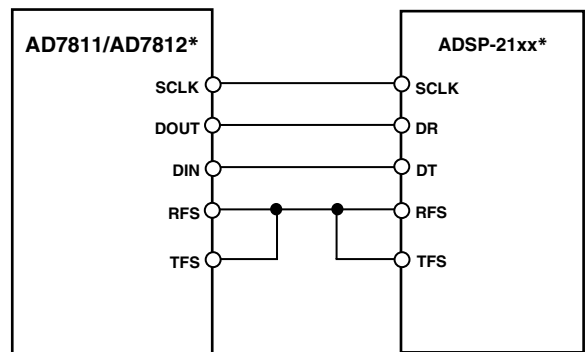 AD7811/AD7812* ADSP-21xx*
SCLK SCLK
DOUT DR
DIN DT
RFS RFS
TFS TFS